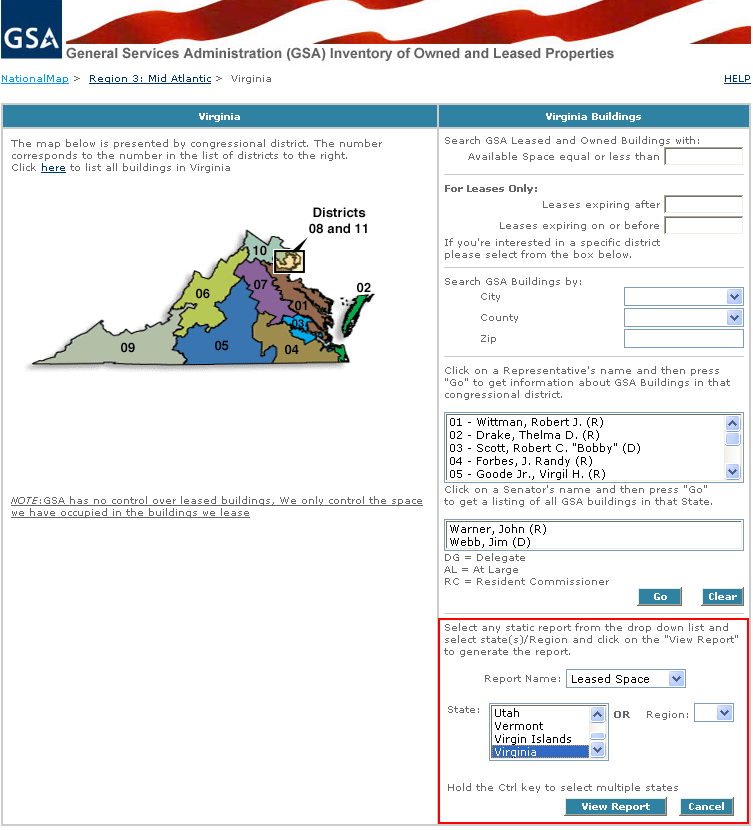 GSA
General Services Administration (GSA) Inventory of Owned and Leased Properties
NationalMap > Region 3: Mid Atlantic > Virginia
HELP
Virginia
The map below is presented by congressional district. The number
corresponds to the number in the list of districts to the right.
Click here to list all buildings in Virginia
Districts
08 and 11
10
02
07
06
01
03
09
05
04
NOTE:GSA has no control over leased buildings, We only control the space
we have occupied in the buildings we lease
Virginia Buildings
Search GSA Leased and Owned Buildings with:
Available Space equal or less than
For Leases Only:
Leases expiring after
Leases expiring on or before
If you're interested in a specific district
please select from the box below.
Search GSA Buildings by:
City
County
Zip
Click on a Representative's name and then press
"Go" to get information about GSA Buildings in that
congressional district.
01 - Wittman, Robert J. (R)
02 - Drake, Thelma D. (R)
03 - Scott, Robert C. "Bobby" (D)
04 - Forbes, J. Randy (R)
05 - Goode Jr., Virgil H. (R)
Click on a Senator's name and then press "Go"
to get a listing of all GSA buildings in that State.
Warner, John (R)
Webb, Jim (D)
DG = Delegate
AL = At Large
RC = Resident Commissioner
Go Clear
Select any static report from the drop down list and
select state(s)/Region and click on the "View Report"
to generate the report.
Report Name: Leased Space
State:
Utah
Vermont
Virgin Islands
Virginia
OR Region:
Hold the Ctrl key to select multiple states
View Report Cancel